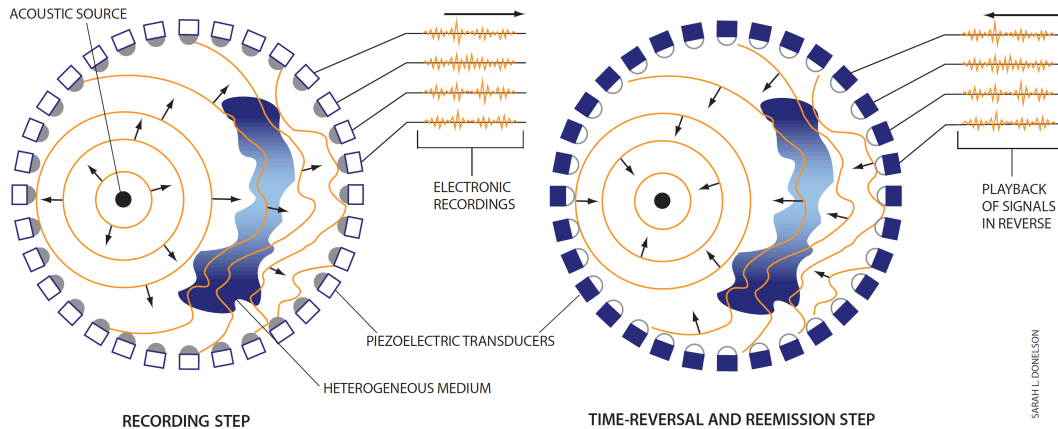 ACOUSTIC SOURCE
ELECTRONIC
RECORDINGS
PLAYBACK
OF SIGNALS
IN REVERSE
PIEZOELECTRIC TRANSDUCERS
HETEROGENEOUS MEDIUM
RECORDING STEP
TIME-REVERSAL AND REEMISSION STEP
SARAH L. DONELSON